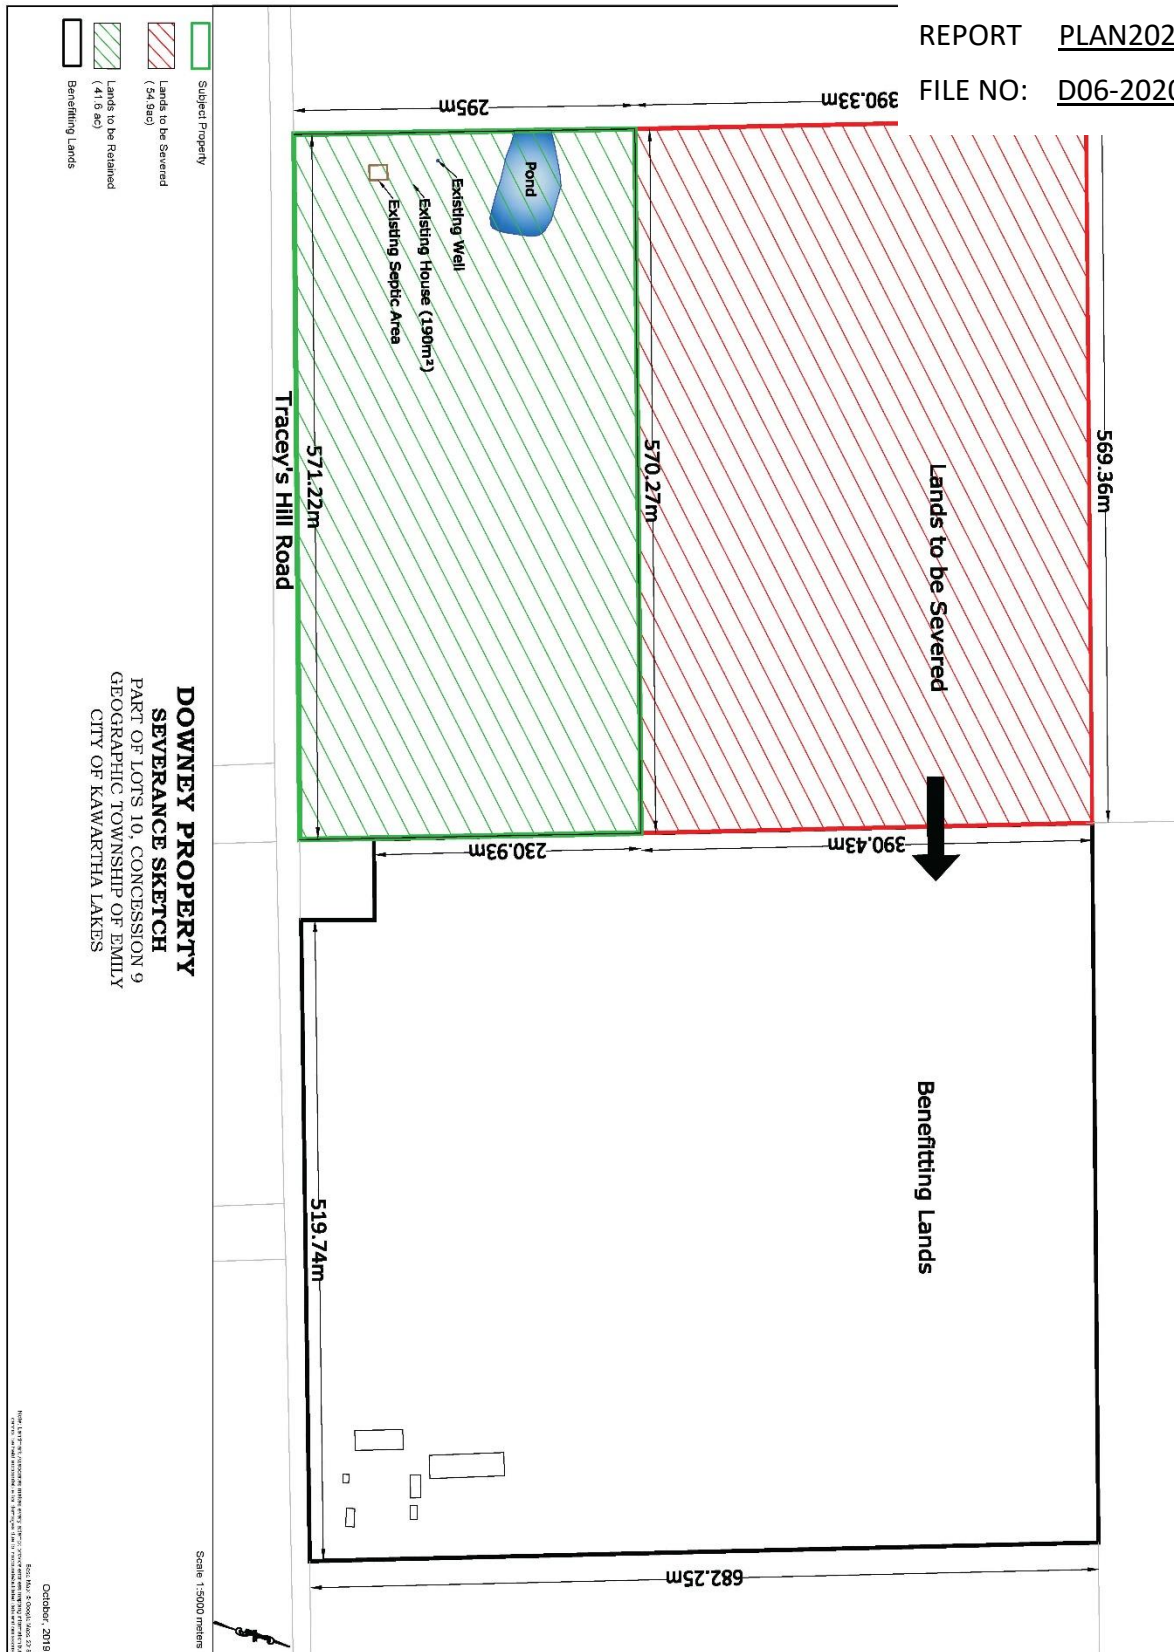 REPORT PLAN202
FILE NO: D06-2020
Subject Property
Lands to be Severed
( 54.9ac)
Lands to be Retained
( 41.6 ac)
Benefitting Lands
295m
390.33m
Pond
Existing Well
Existing House (190m²)
Existing Septic Area
571.22m
570.27m
569.36m
Lands to be Severed
Tracey's Hill Road
230.93m
390.43m
Benefitting Lands
519.74m
682.25m
DOWNEY PROPERTY
SEVERANCE SKETCH
PART OF LOTS 10, CONCESSION 9
GEOGRAPHIC TOWNSHIP OF EMILY
CITY OF KAWARTHA LAKES
Scale 1:5000 meters
October, 2019